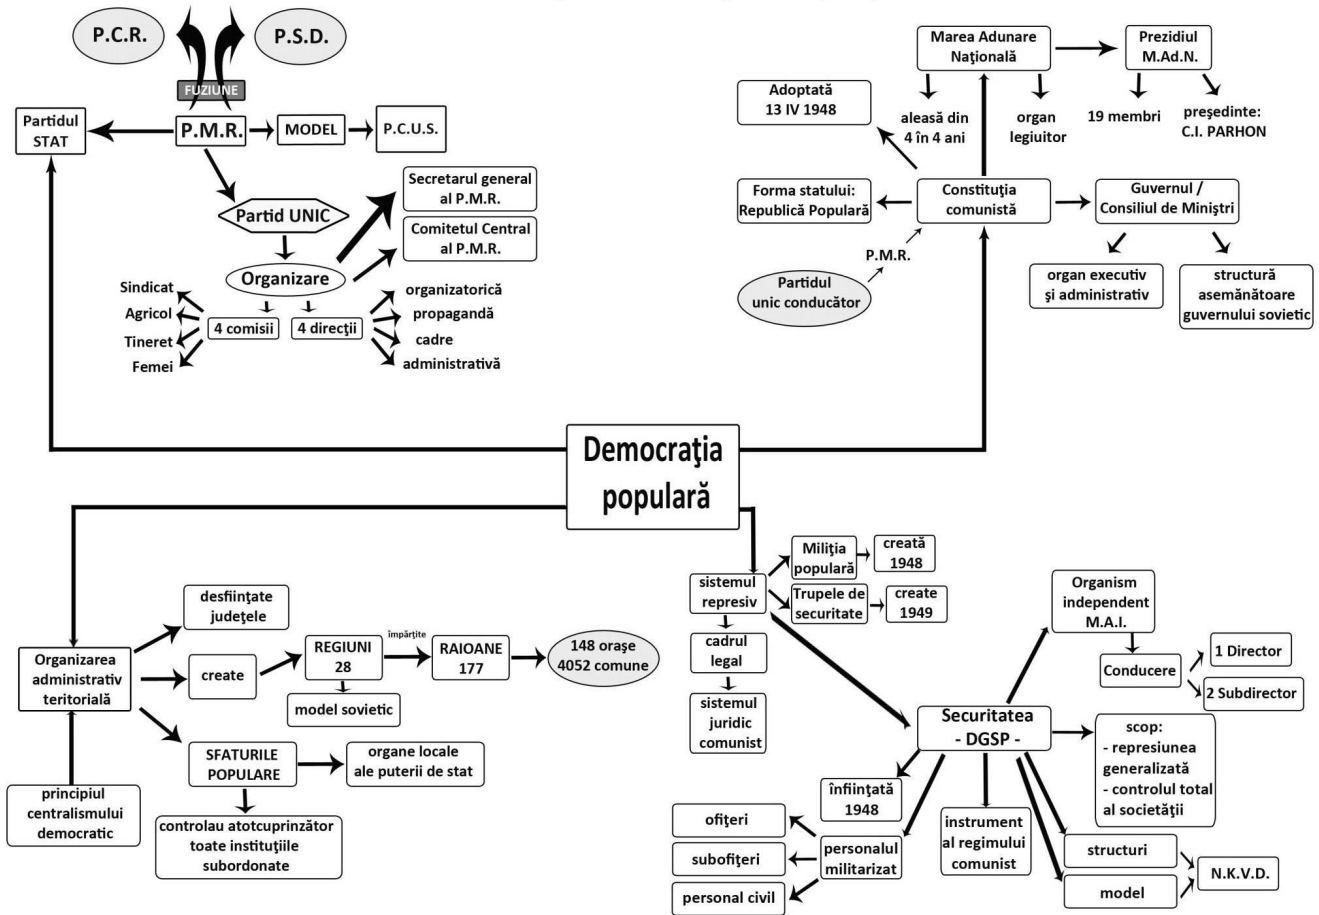 P.C.R.
P.S.D.
FUZIUNE
Partidul
STAT
P.M.R.
MODEL
P.C.U.S.
Partid UNIC
Secretarul general
al P.M.R.
Comitetul Central
al P.M.R.
Organizare
4 comisii
4 direcţii
Sindicat
Agricol
Tineret
Femei
organizatorică
propagandă
cadre
administrativă
Marea Adunare
Naţională
Prezidiul
M.Ad.N.
Adoptată
13 IV 1948
aleasă din
4 în 4 ani
organ
legiuitor
19 membri
preşedinte:
C.I. PARHON
Forma statului:
Republică Populară
Constituţia
comunistă
Guvernul /
Consiliul de Miniştri
P.M.R.
Partidul
unic conducător
organ executiv
şi administrativ
structură
asemănătoare
guvernului sovietic
Democraţia
populară
desfiinţate
judeţele
Organizarea
administrativ
teritorială
create
REGIUNI
28
împărţite
RAIOANE
177
148 oraşe
4052 comune
model sovietic
SFATURILE
POPULARE
organe locale
ale puterii de stat
principiul
centralismului
democratic
controlau atotcuprinzător
toate instituţiile
subordonate
sistemul
represiv
Miliţia
populară
creată
1948
Trupele de
securitate
create
1949
cadrul
legal
sistemul
juridic
comunist
Organism
independent
M.A.I.
Conducere
1 Director
2 Subdirector
Securitatea
- DGSP -
scop:
- represiunea
generalizată
- controlul total
al societăţii
înfiinţată
1948
instrument
al regimului
comunist
personalul
militarizat
ofiţeri
subofiţeri
personal civil
structuri
model
N.K.V.D.